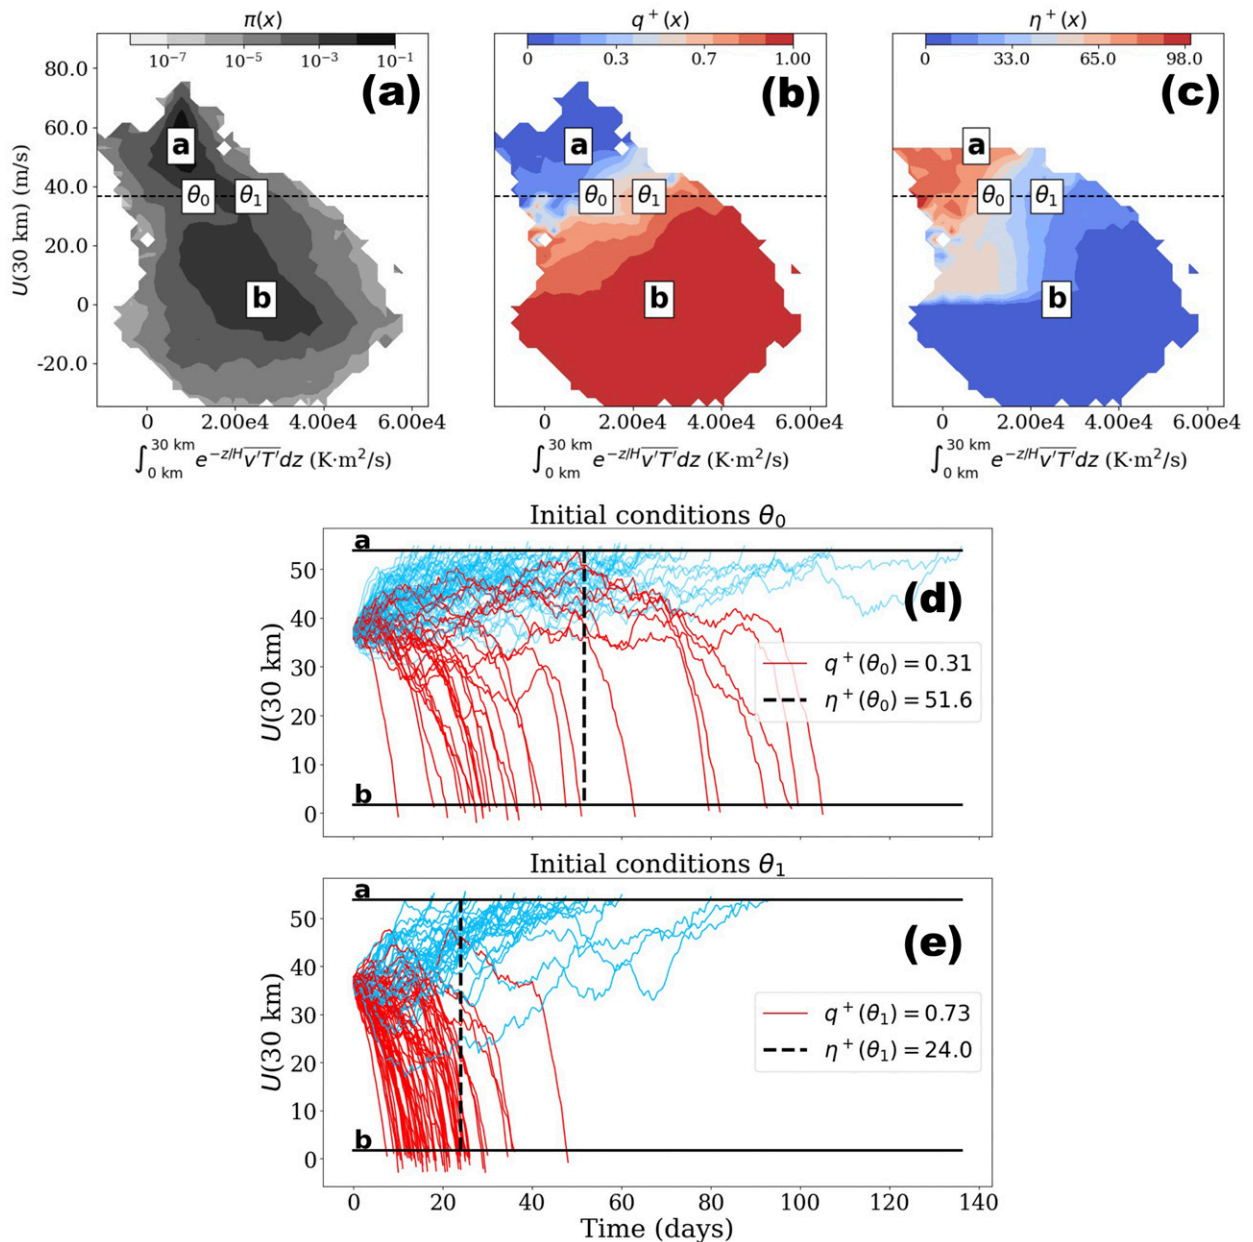 π(x)
10⁻⁷ 10⁻⁵ 10⁻³ 10⁻¹
(a)
80.0
60.0
40.0
20.0
0
-20.0
U(30 km) (m/s)
a
θ₀ θ₁
b
0 2.00e4 4.00e4 6.00e4
∫₀ ₖₘ³⁰ ᵏᵐ e^{-z/H} v'T' dz (K·m²/s)
q⁺(x)
0 0.3 0.7 1.00
(b)
a
θ₀ θ₁
b
0 2.00e4 4.00e4 6.00e4
∫₀ ₖₘ³⁰ ᵏᵐ e^{-z/H} v'T' dz (K·m²/s)
η⁺(x)
0 33.0 65.0 98.0
(c)
a
θ₀ θ₁
b
0 2.00e4 4.00e4 6.00e4
∫₀ ₖₘ³⁰ ᵏᵐ e^{-z/H} v'T' dz (K·m²/s)
Initial conditions θ₀
a
50
40
30
20
10
0
U(30 km)
(d)
q⁺(θ₀) = 0.31
η⁺(θ₀) = 51.6
b
Initial conditions θ₁
a
50
40
30
20
10
0
U(30 km)
(e)
q⁺(θ₁) = 0.73
η⁺(θ₁) = 24.0
b
0 20 40 60 80 100 120 140
Time (days)